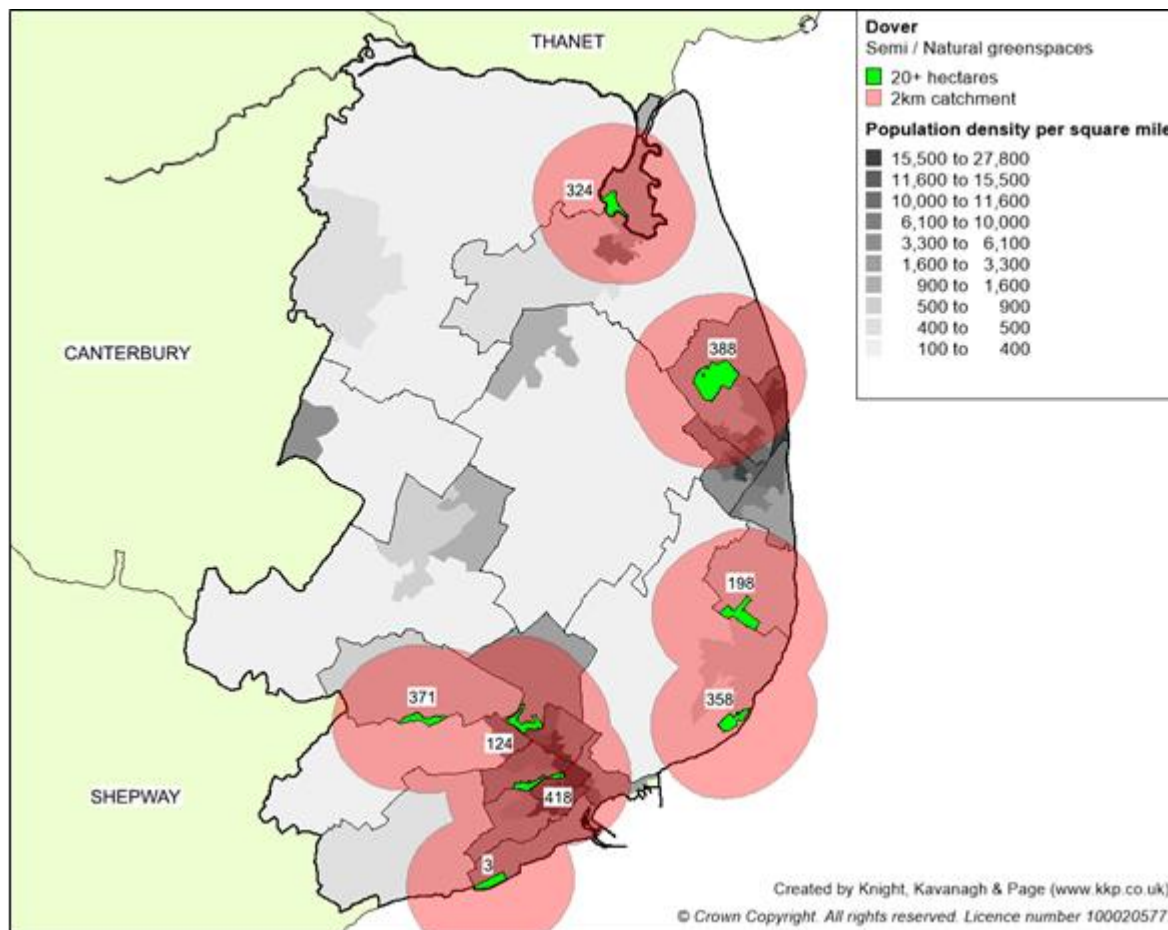 THANET
324
CANTERBURY
388
198
371
358
124
SHEPWAY
418
3
Dover
Semi / Natural greenspaces
20+ hectares
2km catchment
Population density per square mile
15,500 to 27,800
11,600 to 15,500
10,000 to 11,600
6,100 to 10,000
3,300 to 6,100
1,600 to 3,300
900 to 1,600
500 to 900
400 to 500
100 to 400
Created by Knight, Kavanagh & Page (www.kkp.co.uk)
© Crown Copyright. All rights reserved. Licence number 100020577